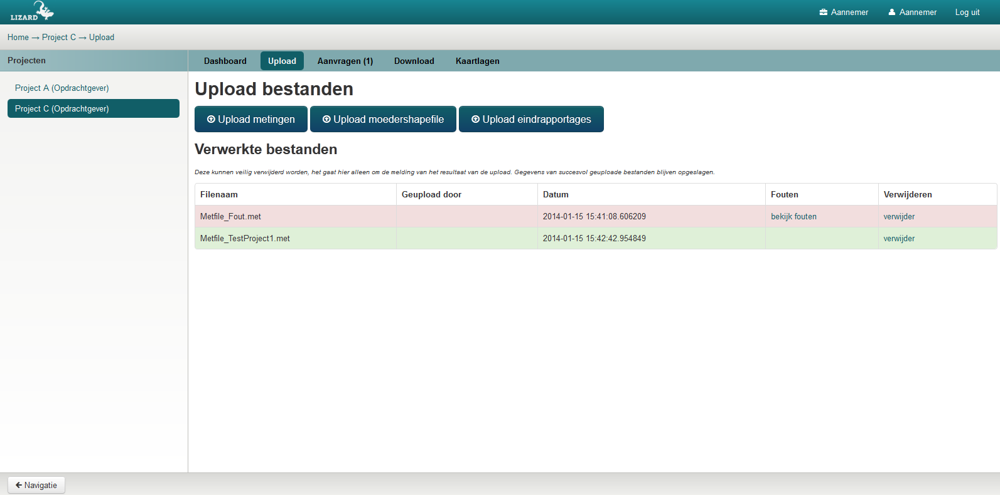 LIZARD
Aannemer Aannemer Log uit
Home → Project C → Upload
Projecten
Dashboard Upload Aanvragen (1) Download Kaartlagen
Project A (Opdrachtgever)
Project C (Opdrachtgever)
Upload bestanden
Upload metingen Upload moedershapefile Upload eindrapportages
Verwerkte bestanden
Deze kunnen veilig verwijderd worden, het gaat hier alleen om de melding van het resultaat van de upload. Gegevens van succesvol geuploade bestanden blijven opgeslagen.
Filenaam Geupload door Datum Fouten Verwijderen
Metfile_Fout.met 2014-01-15 15:41:08.606209 bekijk fouten verwijder
Metfile_TestProject1.met 2014-01-15 15:42:42.954849 verwijder
Navigatie